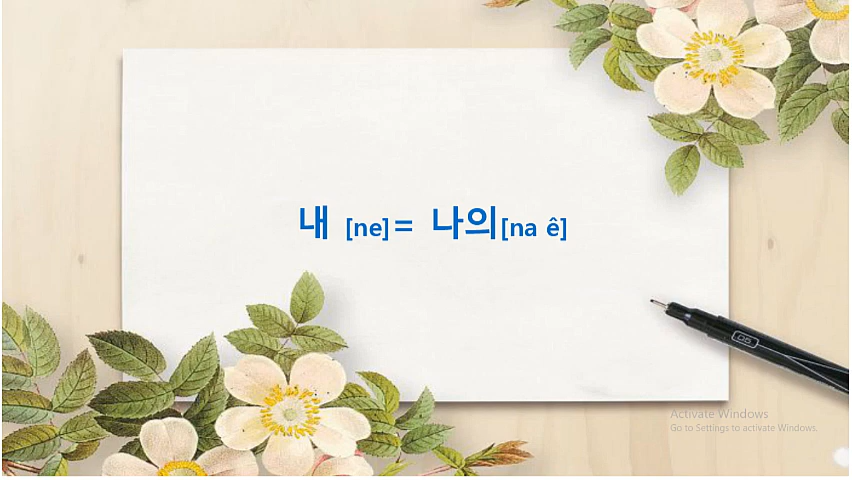 내 [ne]= 나의[na ê]
Activate Windows
Go to Settings to activate Windows.